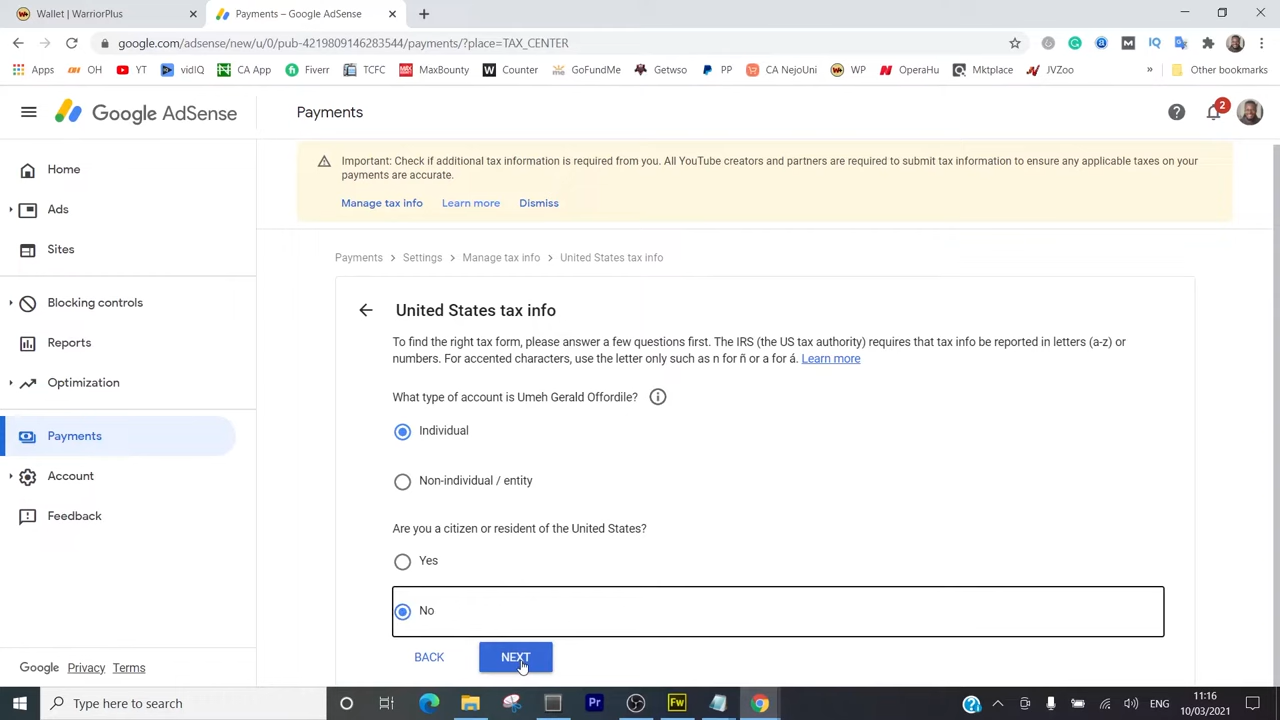 Wallet | WarriorPlus
Payments – Google AdSense
google.com/adsense/new/u/0/pub-4219809146283544/payments/?place=TAX_CENTER
Apps OH YT vidIQ CA App Fiverr TCFC MaxBounty Counter GoFundMe Getwso PP CA NejoUni WP OperaHu Mktplace JVZoo » Other bookmarks
Google AdSense
Payments
2
Important: Check if additional tax information is required from you. All YouTube creators and partners are required to submit tax information to ensure any applicable taxes on your
payments are accurate.
Manage tax info Learn more Dismiss
Home
Ads
Sites
Blocking controls
Reports
Optimization
Payments
Account
Feedback
Payments > Settings > Manage tax info > United States tax info
United States tax info
To find the right tax form, please answer a few questions first. The IRS (the US tax authority) requires that tax info be reported in letters (a-z) or
numbers. For accented characters, use the letter only such as n for ñ or a for á. Learn more
What type of account is Umeh Gerald Offordile?
Individual
Non-individual / entity
Are you a citizen or resident of the United States?
Yes
No
BACK NEXT
Google Privacy Terms
Type here to search
Pr
Fw
ENG
11:16
10/03/2021